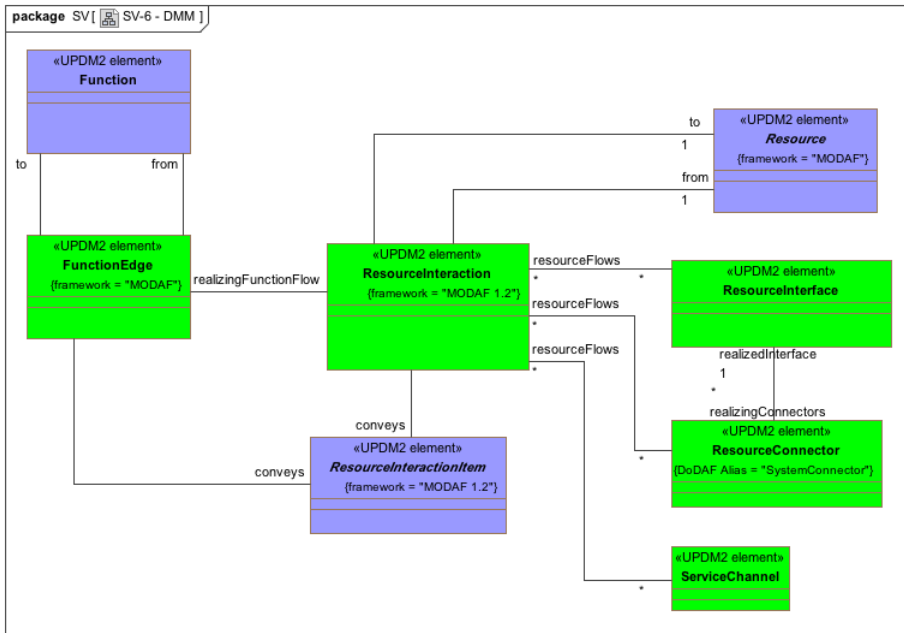 package SV[ SV-6 - DMM ]
«UPDM2 element»
Function
to
from
«UPDM2 element»
Resource
{framework = "MODAF"}
to
1
from
1
«UPDM2 element»
FunctionEdge
{framework = "MODAF"}
realizingFunctionFlow
«UPDM2 element»
ResourceInteraction
{framework = "MODAF 1.2"}
resourceFlows
*
*
resourceFlows
*
resourceFlows
*
«UPDM2 element»
ResourceInterface
realizedInterface
1
*
realizingConnectors
conveys
conveys
«UPDM2 element»
ResourceInteractionItem
{framework = "MODAF 1.2"}
«UPDM2 element»
ResourceConnector
{DoDAF Alias = "SystemConnector"}
*
«UPDM2 element»
ServiceChannel
*